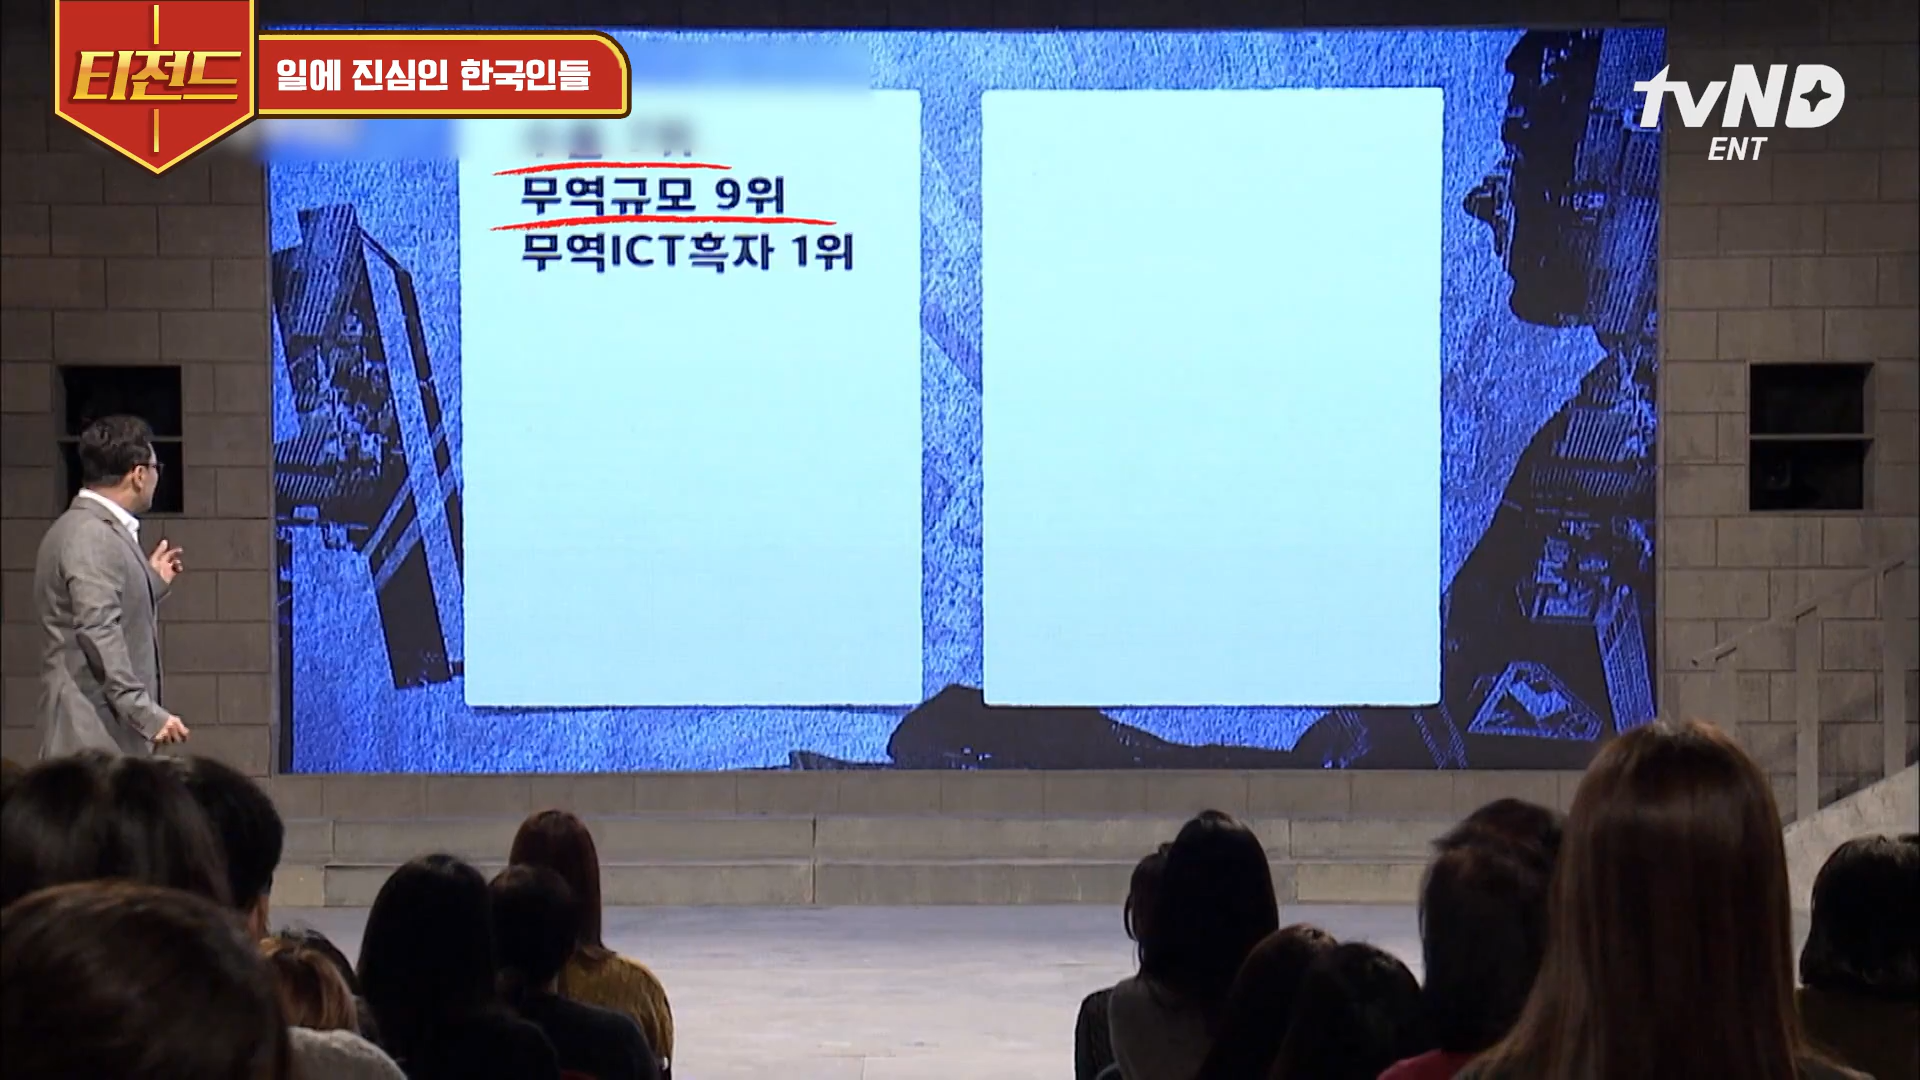 티전드
일에 진심인 한국인들
tvND
ENT
무역규모 9위
무역ICT흑자 1위